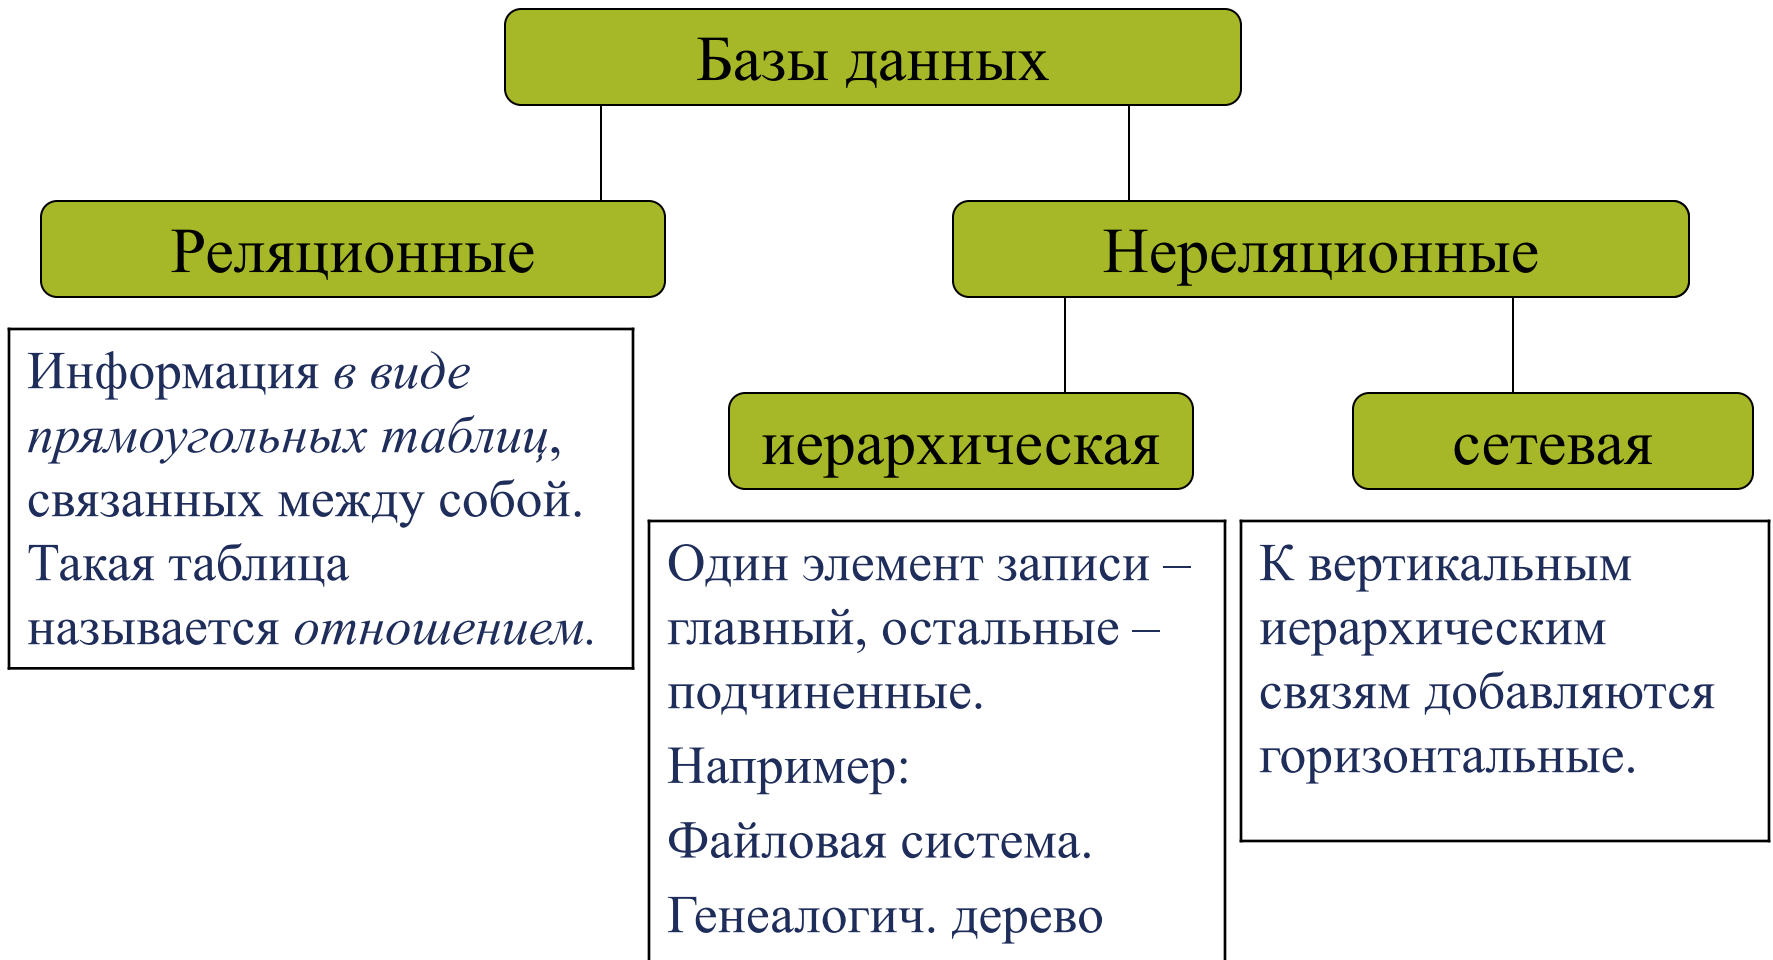 Базы данных
Реляционные
Нереляционные
Информация в виде
прямоугольных таблиц,
связанных между собой.
Такая таблица
называется отношением.
иерархическая
сетевая
Один элемент записи –
главный, остальные –
подчиненные.
Например:
Файловая система.
Генеалогич. дерево
К вертикальным
иерархическим
связям добавляются
горизонтальные.